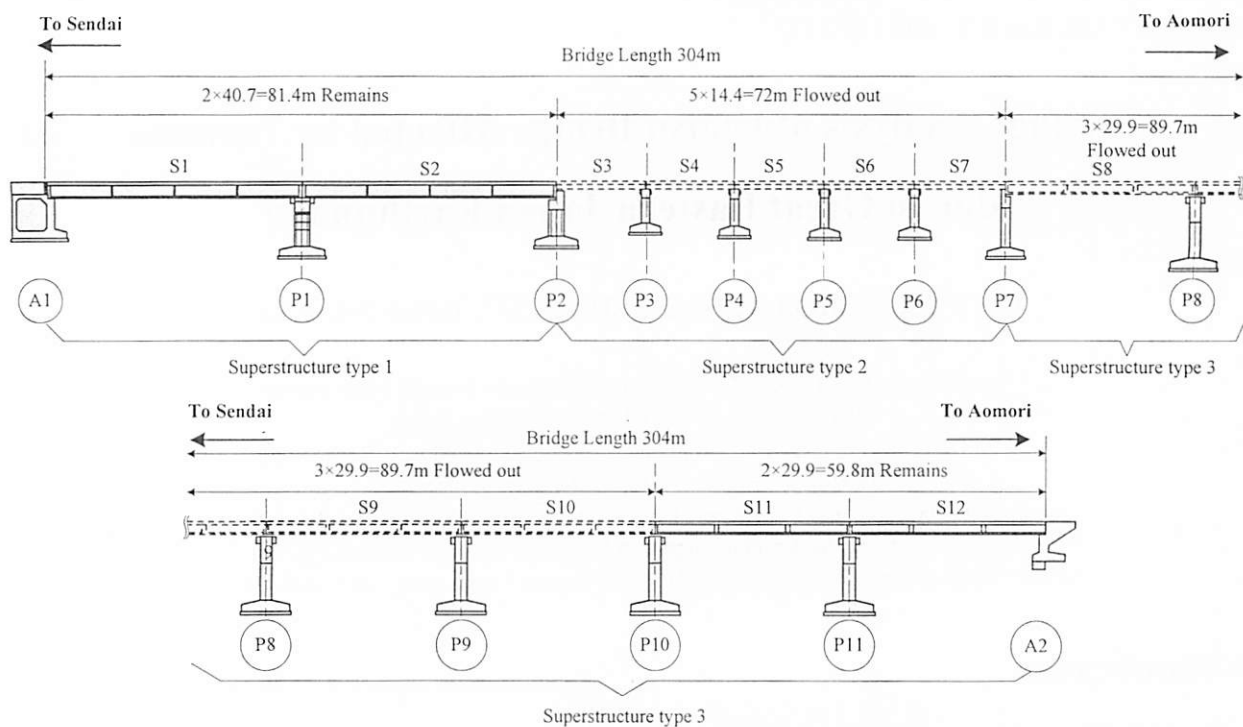 To Sendai
To Aomori
Bridge Length 304m
2×40.7=81.4m Remains
5×14.4=72m Flowed out
3×29.9=89.7m
Flowed out
S1
S2
S3
S4
S5
S6
S7
S8
A1
P1
P2
P3
P4
P5
P6
P7
P8
Superstructure type 1
Superstructure type 2
Superstructure type 3
To Sendai
To Aomori
Bridge Length 304m
3×29.9=89.7m Flowed out
2×29.9=59.8m Remains
S9
S10
S11
S12
9
P8
P9
P10
P11
A2
Superstructure type 3